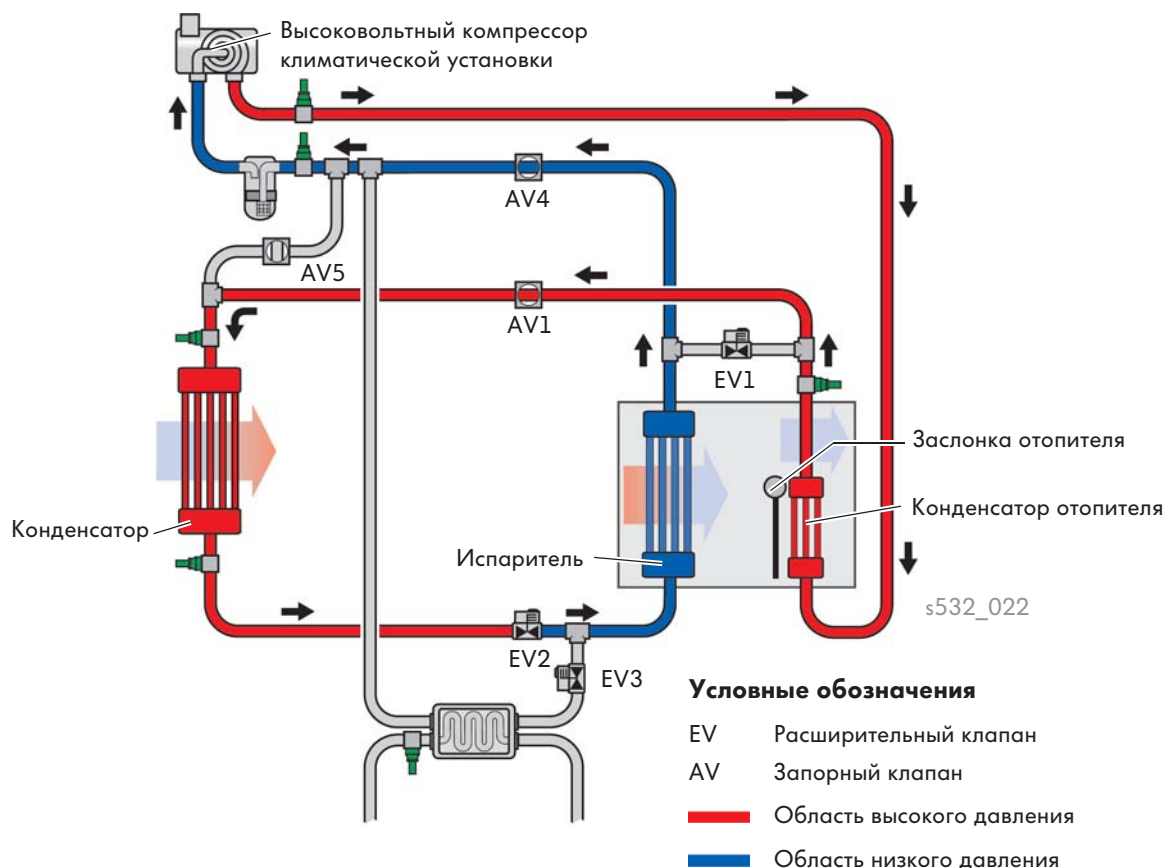 Высоковольтный компрессор
климатической установки
AV4
AV5
AV1
EV1
Заслонка отопителя
Конденсатор отопителя
Конденсатор
Испаритель
s532_022
EV2
EV3
Условные обозначения
EV Расширительный клапан
AV Запорный клапан
Область высокого давления
Область низкого давления